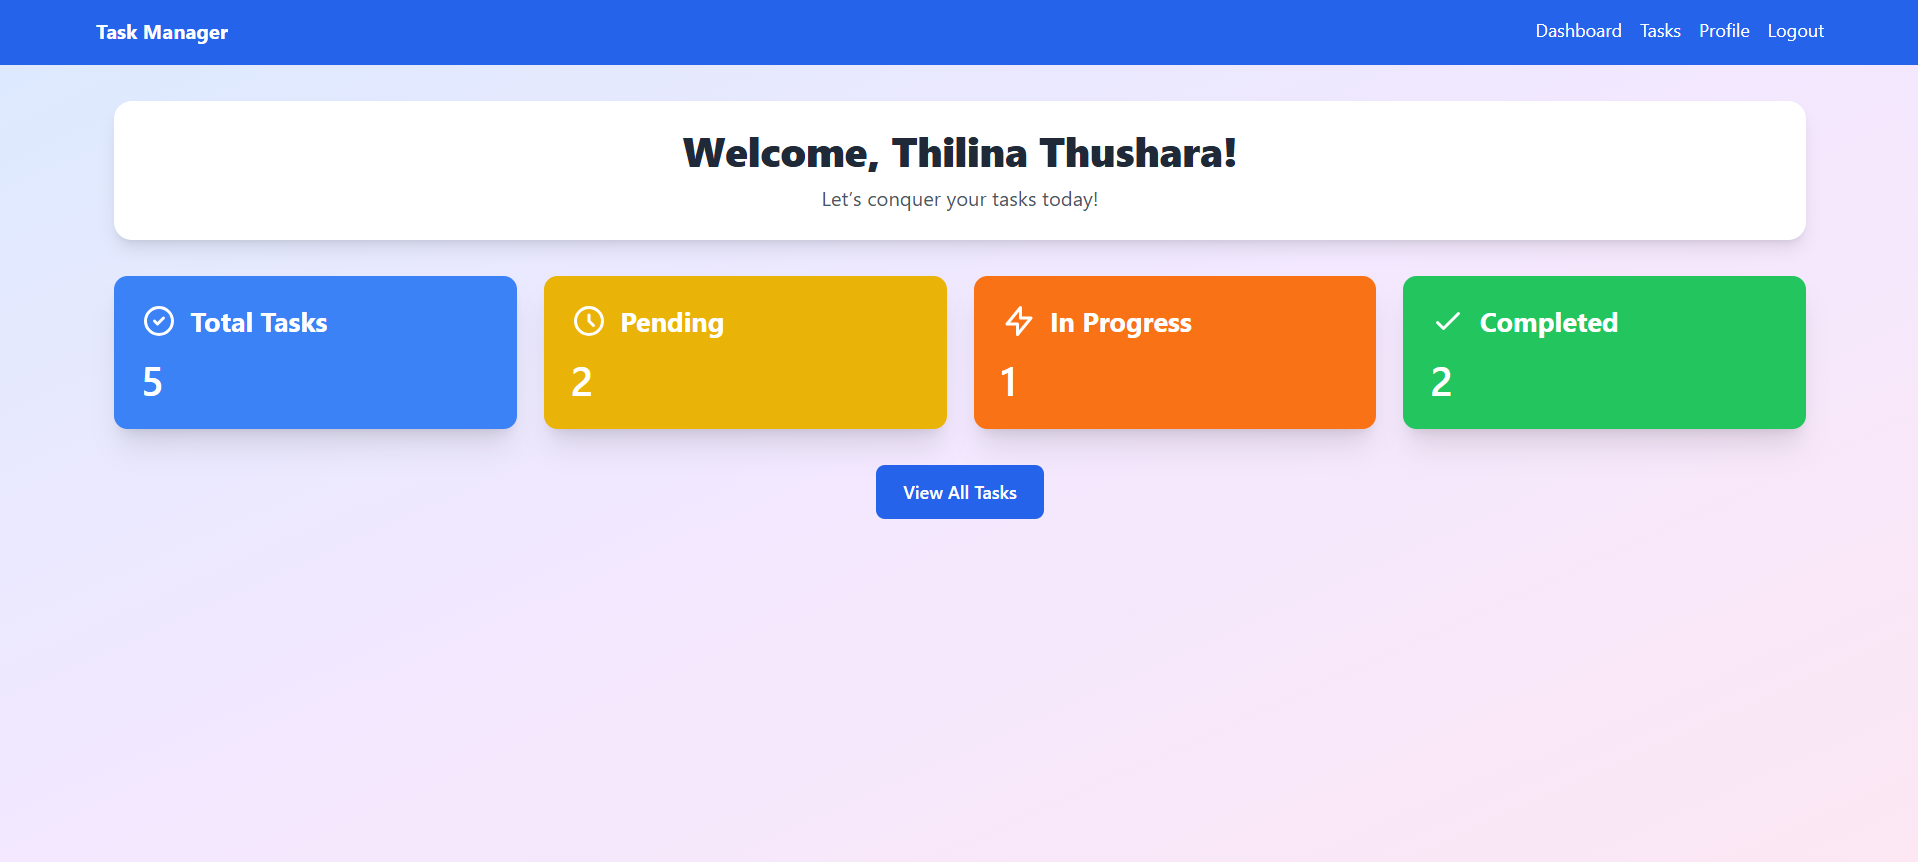 Task Manager
Dashboard Tasks Profile Logout
Welcome, Thilina Thushara!
Let’s conquer your tasks today!
Total Tasks
5
Pending
2
In Progress
1
Completed
2
View All Tasks